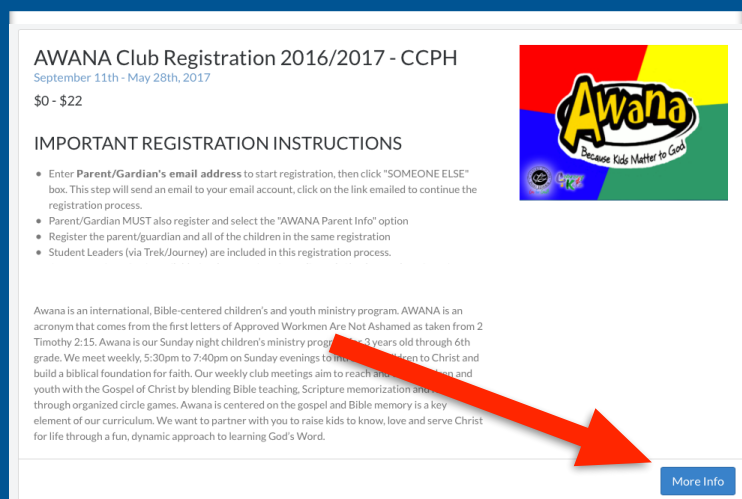 AWANA Club Registration 2016/2017 - CCPH
September 11th - May 28th, 2017
$0 - $22
IMPORTANT REGISTRATION INSTRUCTIONS
Enter Parent/Gardian's email address to start registration, then click "SOMEONE ELSE"
box. This step will send an email to your email account, click on the link emailed to continue the
registration process.
Parent/Gardian MUST also register and select the "AWANA Parent Info" option
Register the parent/guardian and all of the children in the same registration
Student Leaders (via Trek/Journey) are included in this registration process.
Awana is an international, Bible-centered children's and youth ministry program. AWANA is an
acronym that comes from the first letters of Approved Workmen Are Not Ashamed as taken from 2
Timothy 2:15. Awana is our Sunday night children's ministry 3 years old through 6th
grade. We meet weekly, 5:30pm to 7:40pm on Sunday evenings to to Christ and
build a biblical foundation for faith. Our weekly club meetings aim to reach and
youth with the Gospel of Christ by blending Bible teaching, Scripture memorization
through organized circle games. Awana is centered on the gospel and Bible memory is a key
element of our curriculum. We want to partner with you to raise kids to know, love and serve Christ
for life through a fun, dynamic approach to learning God's Word.
Awana
Because Kids Matter to God
More Info